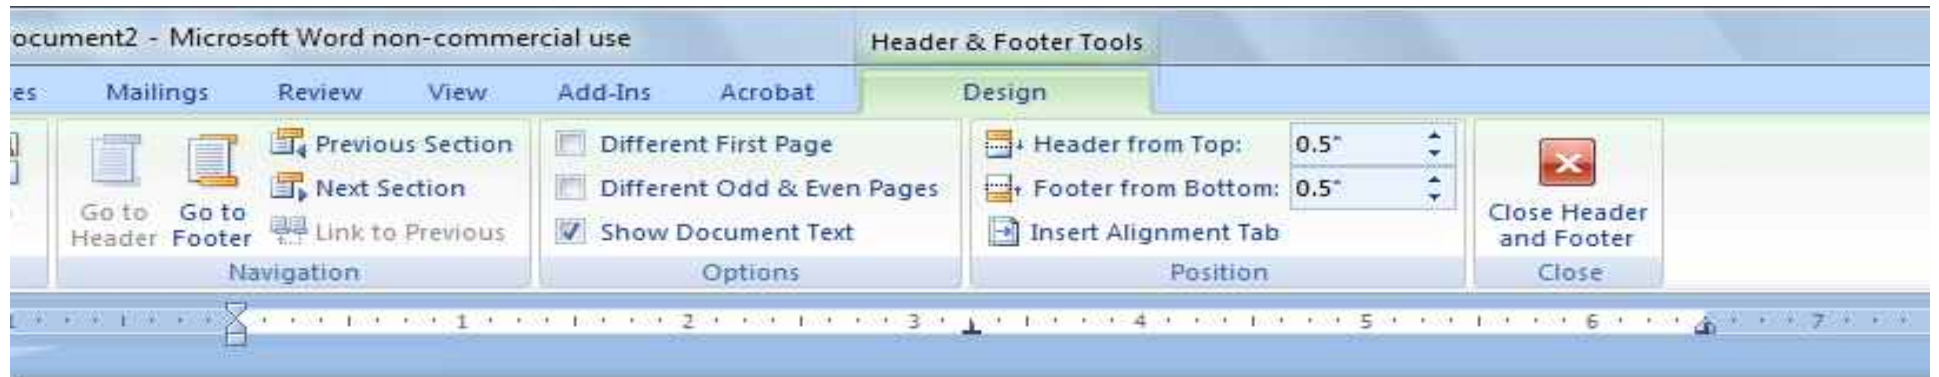 ocument2 - Microsoft Word non-commercial use
Header & Footer Tools
es Mailings Review View Add-Ins Acrobat Design
Go to Header
Go to Footer
Previous Section
Next Section
Link to Previous
Navigation
Different First Page
Different Odd & Even Pages
Show Document Text
Options
Header from Top: 0.5"
Footer from Bottom: 0.5"
Insert Alignment Tab
Position
Close Header
and Footer
Close
1 2 3 4 5 6 7